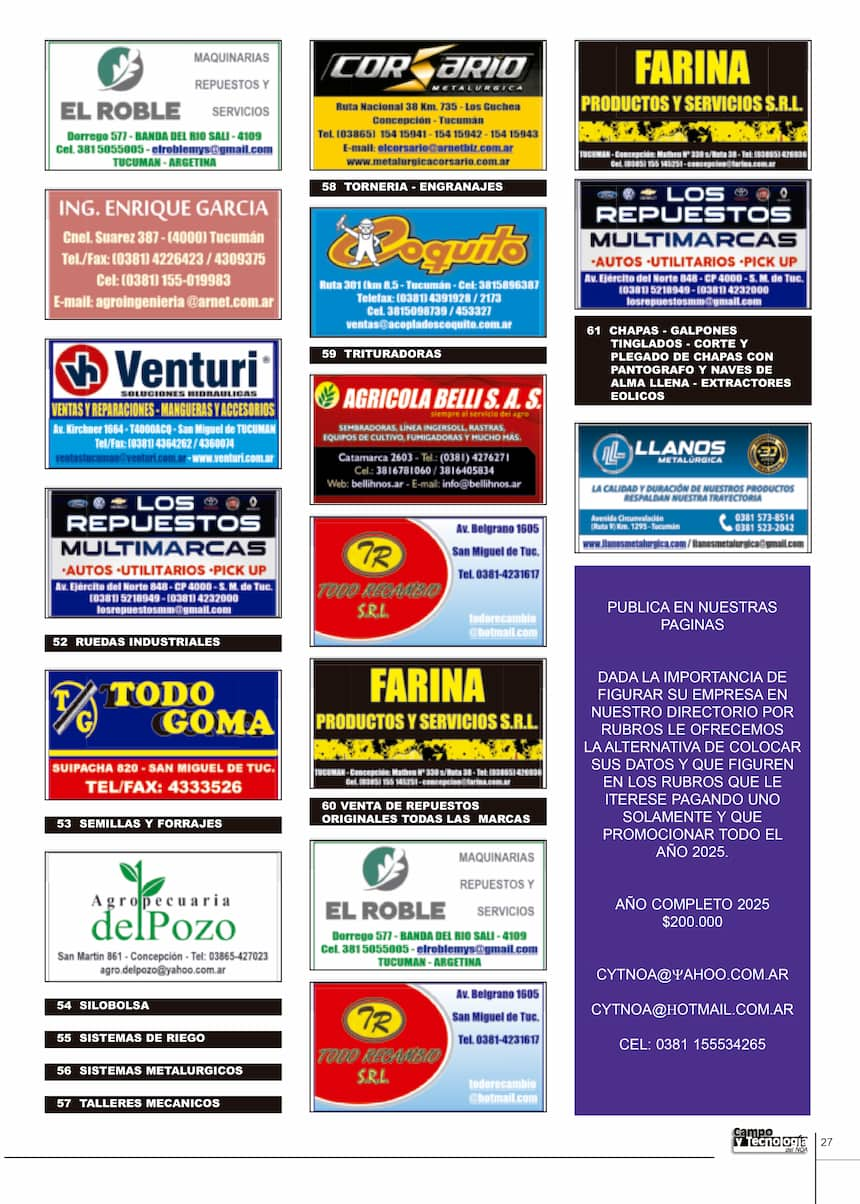 EL ROBLE
MAQUINARIAS
REPUESTOS Y
SERVICIOS
Dorrego 577 - BANDA DEL RIO SALI - 4109
Cel. 381 5055005 - elroblemys@gmail.com
TUCUMAN - ARGETINA
ING. ENRIQUE GARCIA
Cnel. Suarez 387 - (4000) Tucumán
Tel./Fax: (0381) 4226423 / 4309375
Cel: (0381) 155-019983
E-mail: agroingenieria @arnet.com.ar
vh Venturi®
SOLUCIONES HIDRAULICAS
VENTAS Y REPARACIONES - MANGUERAS Y ACCESORIOS
Av. Kirchner 1664 - T4000ACQ - San Miguel de TUCUMAN
Tel/Fax: (0381) 4364262 / 4360074
ventastucuman@venturi.com.ar - www.venturi.com.ar
LOS
REPUESTOS
MULTIMARCAS
•AUTOS •UTILITARIOS •PICK UP
Av. Ejército del Norte 848 - CP 4000 - S. M. de Tuc.
(0381) 5218949 - (0381) 4232000
losrepuestosmm@gmail.com
52 RUEDAS INDUSTRIALES
TG TODO
GOMA
SUIPACHA 820 - SAN MIGUEL DE TUC.
TEL/FAX: 4333526
53 SEMILLAS Y FORRAJES
Agropecuaria
delPozo
San Martin 861 - Concepción - Tel: 03865-427023
agro.delpozo@yahoo.com.ar
54 SILOBOLSA
55 SISTEMAS DE RIEGO
56 SISTEMAS METALURGICOS
57 TALLERES MECANICOS
CORSARIO
METALURGICA
Ruta Nacional 38 Km. 735 - Los Guchea
Concepción - Tucumán
Tel. (03865) 154 15941 - 154 15942 - 154 15943
E-mail: elcorsario@arnetbiz.com.ar
www.metalurgicacorsario.com.ar
58 TORNERIA - ENGRANAJES
Coquito
Ruta 301 (km 8,5 - Tucumán - Cel: 3815896387
Telefax: (0381) 4391928 / 2173
Cel. 3815098739 / 453327
ventas@acopladoscoquito.com.ar
59 TRITURADORAS
AGRICOLA BELLI S. A. S.
siempre al servicio del agro
SEMBRADORAS, LÍNEA INGERSOLL, RASTRAS,
EQUIPOS DE CULTIVO, FUMIGADORAS Y MUCHO MÁS.
Catamarca 2603 - Tel.: (0381) 4276271
Cel.: 3816781060 / 3816405834
Web: bellihnos.ar - E-mail: info@bellihnos.ar
TR
TODO RECAMBIO
S.R.L.
Av. Belgrano 1605
San Miguel de Tuc.
Tel. 0381-4231617
todorecambio
@hotmail.com
FARINA
PRODUCTOS Y SERVICIOS S.R.L.
TUCUMAN - Concepción: Mathen Nº 330 s/Ruta 38 - Tel: (03865) 426036
Cel. (0385) 155 145251 - concepcion@farina.com.ar
60 VENTA DE REPUESTOS
ORIGINALES TODAS LAS MARCAS
EL ROBLE
MAQUINARIAS
REPUESTOS Y
SERVICIOS
Dorrego 577 - BANDA DEL RIO SALI - 4109
Cel. 381 5055005 - elroblemys@gmail.com
TUCUMAN - ARGETINA
TR
TODO RECAMBIO
S.R.L.
Av. Belgrano 1605
San Miguel de Tuc.
Tel. 0381-4231617
todorecambio
@hotmail.com
FARINA
PRODUCTOS Y SERVICIOS S.R.L.
TUCUMAN - Concepción: Mathen Nº 330 s/Ruta 38 - Tel: (03865) 426036
Cel. (0385) 155 145251 - concepcion@farina.com.ar
LOS
REPUESTOS
MULTIMARCAS
•AUTOS •UTILITARIOS •PICK UP
Av. Ejército del Norte 848 - CP 4000 - S. M. de Tuc.
(0381) 5218949 - (0381) 4232000
losrepuestosmm@gmail.com
61 CHAPAS - GALPONES
TINGLADOS - CORTE Y
PLEGADO DE CHAPAS CON
PANTOGRAFO Y NAVES DE
ALMA LLENA - EXTRACTORES
EOLICOS
LLANOS
METALÚRGICA
30
LA CALIDAD Y DURACIÓN DE NUESTROS PRODUCTOS
RESPALDAN NUESTRA TRAYECTORIA
Avenida Circunvalación
(Ruta 9) Km. 1295 - Tucumán
0381 573-8514
0381 523-2042
www.llanosmetalurgica.com / llanosmetalurgica@gmail.com
PUBLICA EN NUESTRAS
PAGINAS
DADA LA IMPORTANCIA DE
FIGURAR SU EMPRESA EN
NUESTRO DIRECTORIO POR
RUBROS LE OFRECEMOS
LA ALTERNATIVA DE COLOCAR
SUS DATOS Y QUE FIGUREN
EN LOS RUBROS QUE LE
ITERESE PAGANDO UNO
SOLAMENTE Y QUE
PROMOCIONAR TODO EL
AÑO 2025.
AÑO COMPLETO 2025
$200.000
CYTNOA@ΨAHOO.COM.AR
CYTNOA@HOTMAIL.COM.AR
CEL: 0381 155534265
Campo
y Tecnología
del NOA
27